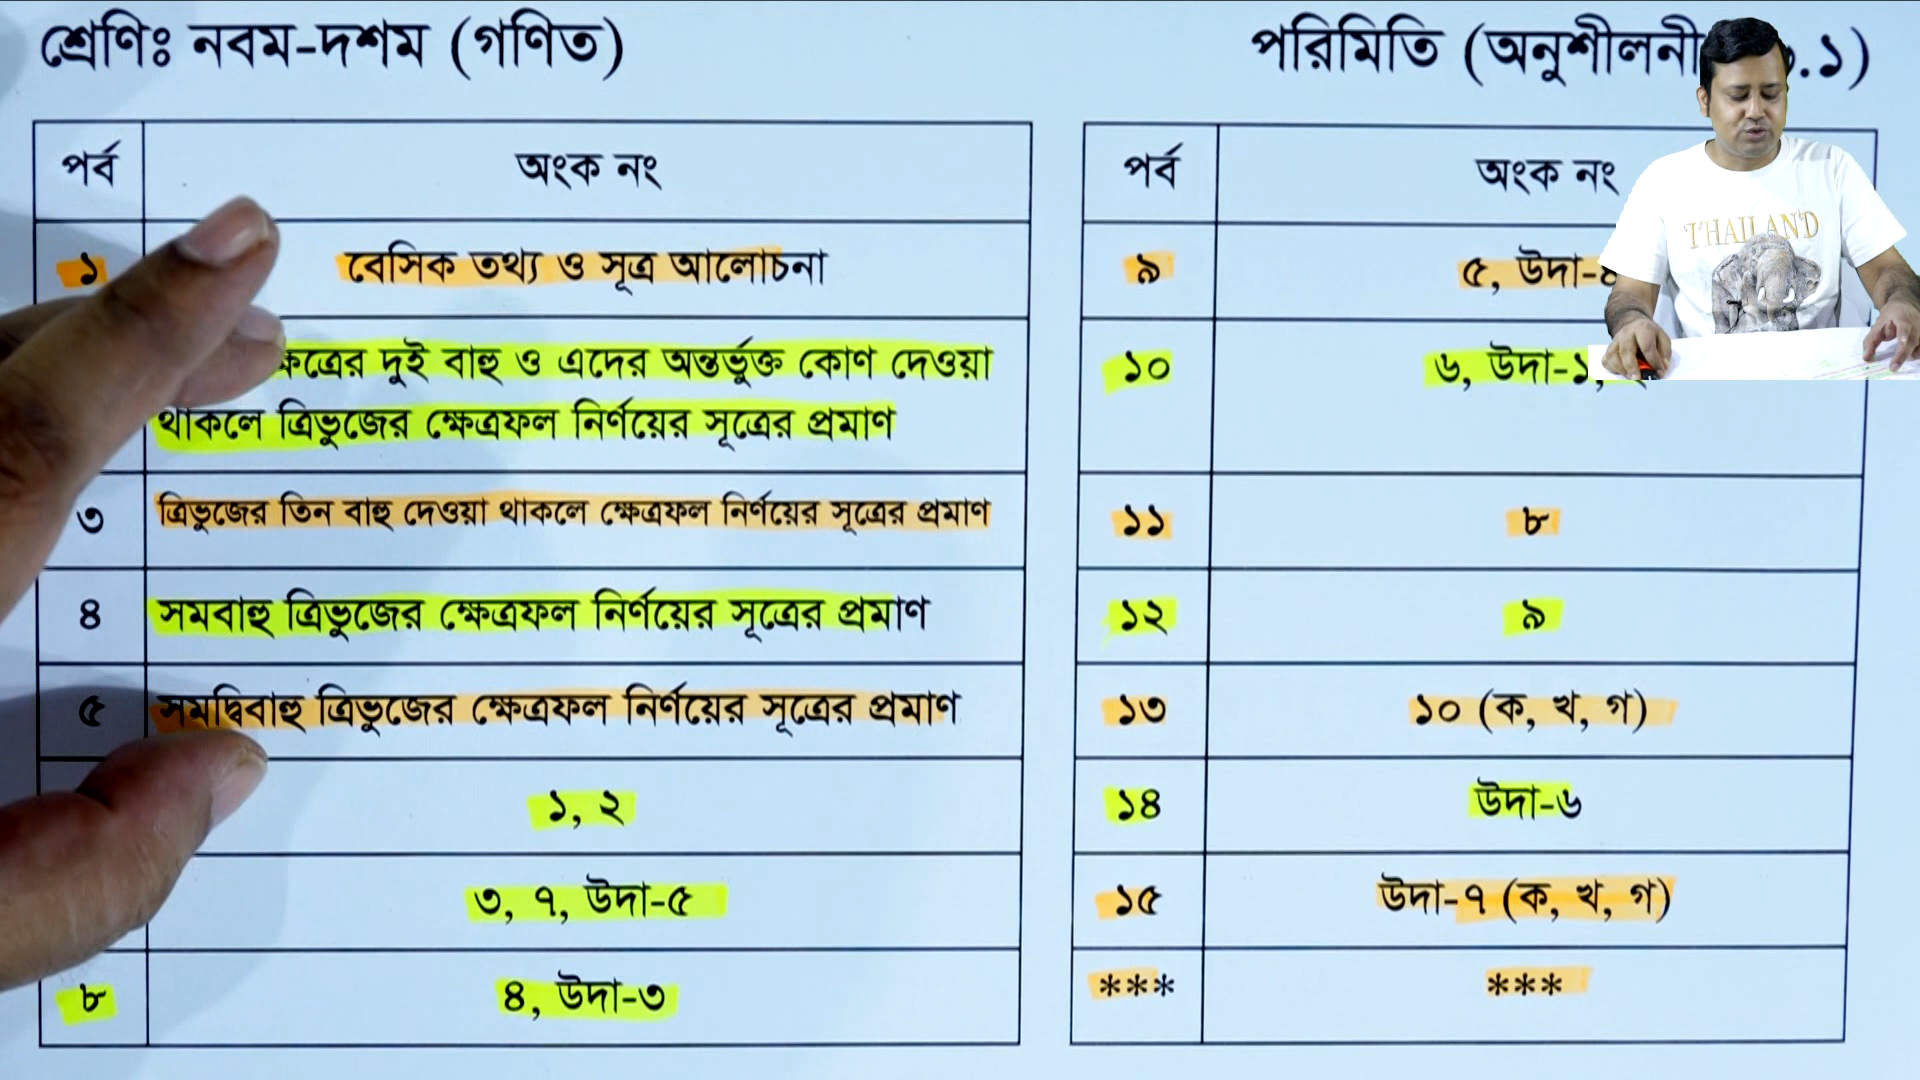 শ্রেণিঃ নবম-দশম (গণিত)
পরিমিতি (অনুশীলনী .১)
পর্ব অংক নং
১ বেসিক তথ্য ও সূত্র আলোচনা
দুই বাহু ও এদের অন্তর্ভুক্ত কোণ দেওয়া
থাকলে ত্রিভুজের ক্ষেত্রফল নির্ণয়ের সূত্রের প্রমাণ
৩ ত্রিভুজের তিন বাহু দেওয়া থাকলে ক্ষেত্রফল নির্ণয়ের সূত্রের প্রমাণ
৪ সমবাহু ত্রিভুজের ক্ষেত্রফল নির্ণয়ের সূত্রের প্রমাণ
৫ সমদ্বিবাহু ত্রিভুজের ক্ষেত্রফল নির্ণয়ের সূত্রের প্রমাণ
১, ২
৩, ৭, উদা-৫
৮ ৪, উদা-৩
পর্ব অংক নং
৯ ৫, উদা-৪
১০ ৬, উদা-১,
১১ ৮
১২ ৯
১৩ ১০ (ক, খ, গ)
১৪ উদা-৬
১৫ উদা-৭ (ক, খ, গ)
*** ***
THAILAND